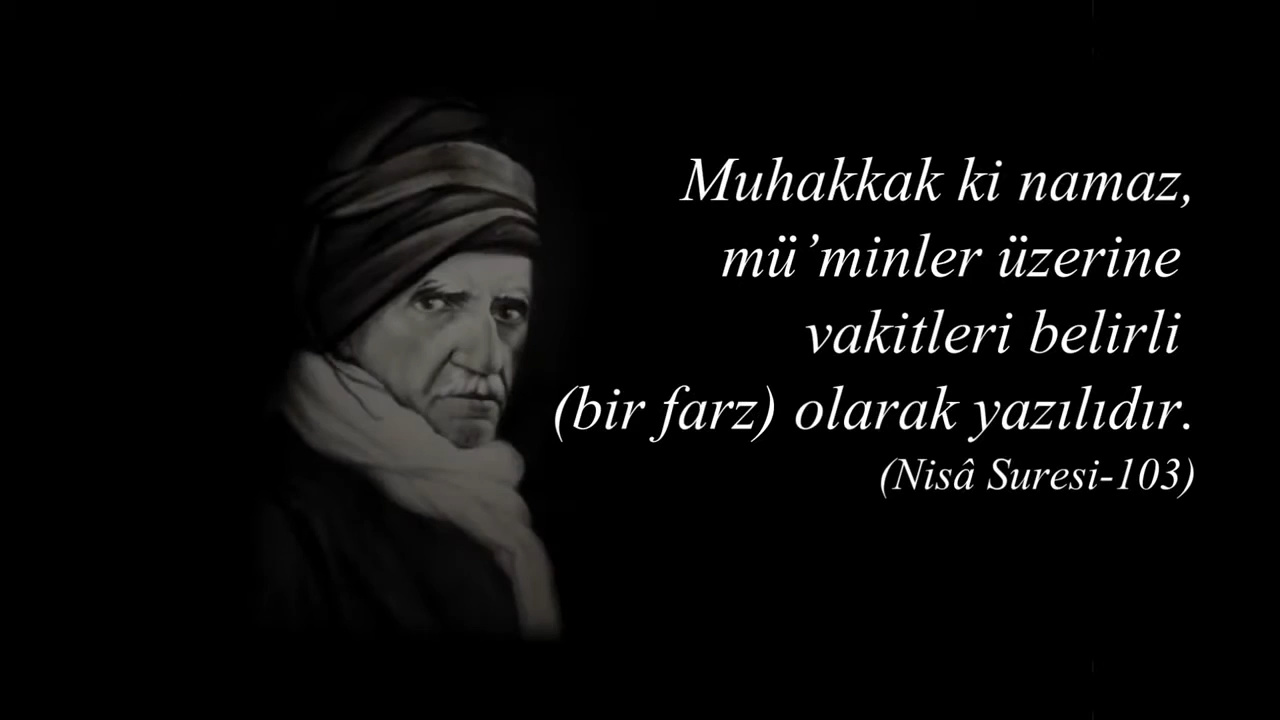 Muhakkak ki namaz,
mü’minler üzerine
vakitleri belirli
(bir farz) olarak yazılıdır.
(Nisâ Suresi-103)